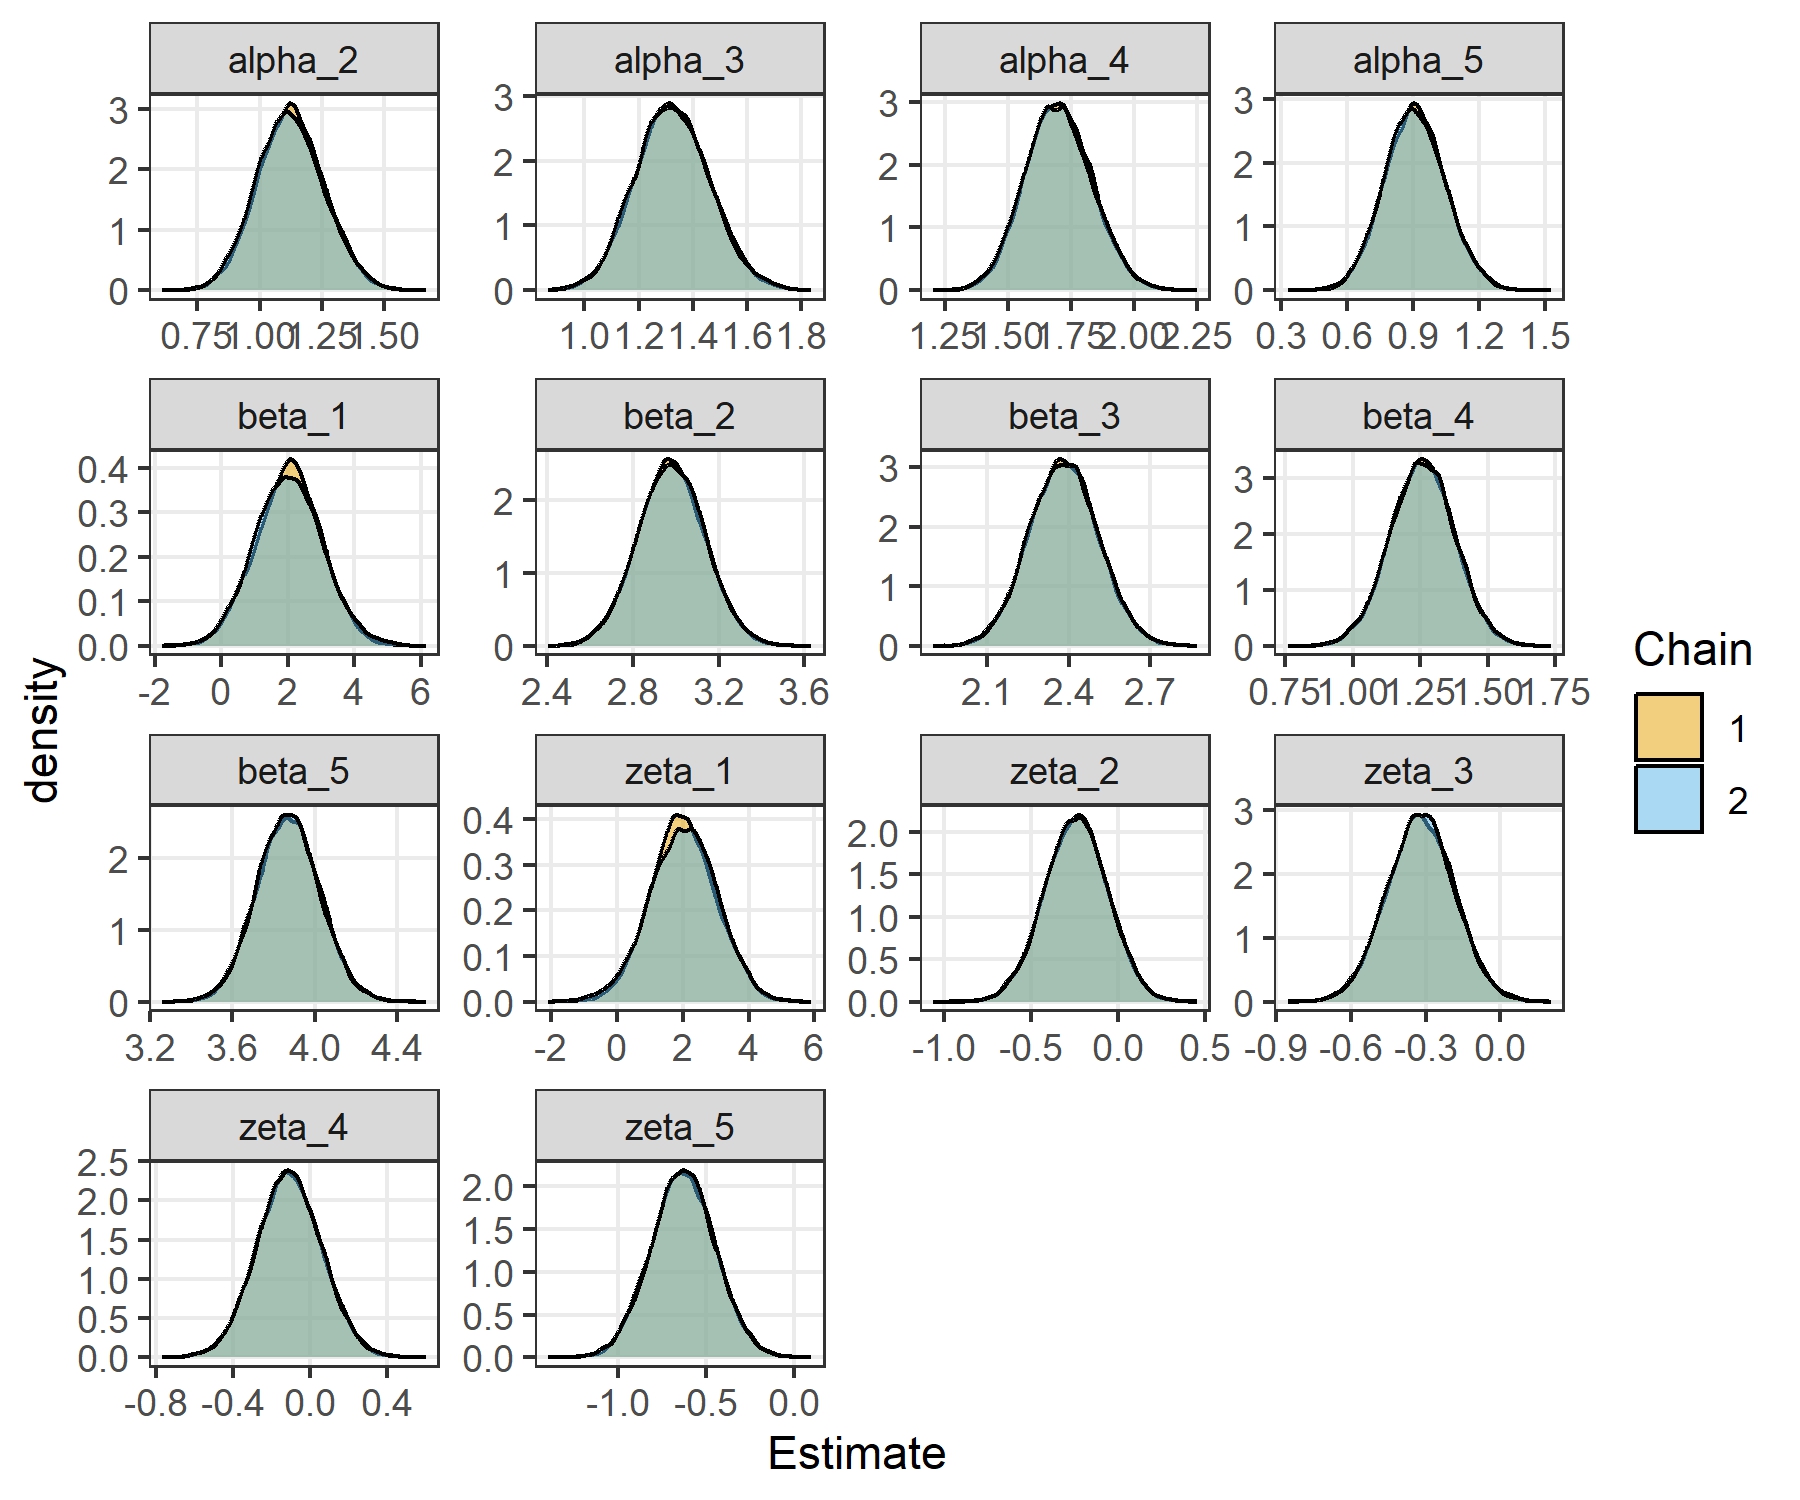 alpha_2 alpha_3 alpha_4 alpha_5
3 2 1 0 3 2 1 0 3 2 1 0 3 2 1 0
0.75 1.00 1.25 1.50 1.0 1.2 1.4 1.6 1.8 1.25 1.50 1.75 2.00 2.25 0.3 0.6 0.9 1.2 1.5
beta_1 beta_2 beta_3 beta_4
0.4 0.3 0.2 0.1 0.0 2 1 0 3 2 1 0 3 2 1 0
-2 0 2 4 6 2.4 2.8 3.2 3.6 2.1 2.4 2.7 0.75 1.00 1.25 1.50 1.75
beta_5 zeta_1 zeta_2 zeta_3
2 1 0 0.4 0.3 0.2 0.1 0.0 2.0 1.5 1.0 0.5 0.0 3 2 1 0
3.2 3.6 4.0 4.4 -2 0 2 4 6 -1.0 -0.5 0.0 0.5 -0.9 -0.6 -0.3 0.0
zeta_4 zeta_5
2.5 2.0 1.5 1.0 0.5 0.0 2.0 1.5 1.0 0.5 0.0
-0.8 -0.4 0.0 0.4 -1.0 -0.5 0.0
density
Estimate
Chain
1
2